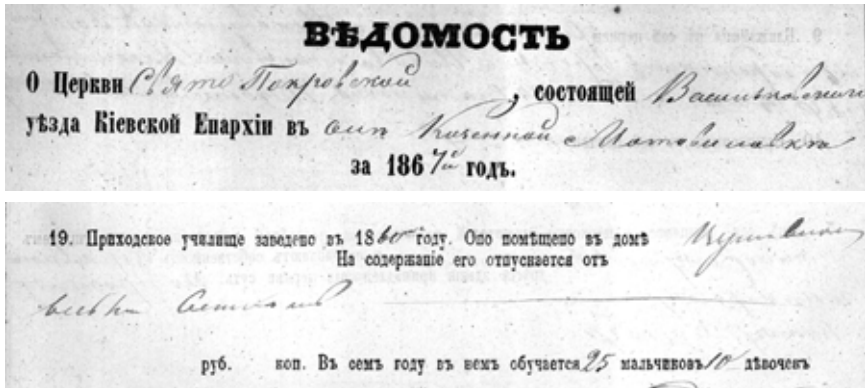 ВѢДОМОСТЬ
О Церкви Свято Покровской, состоящей Васильковского
уѣзда Кіевской Епархіи въ с. Мотовиловка
за 1867й годъ.
19. Приходское училище заведено въ 1860 году. Оно помѣщено въ домѣ
На содержаніе его отпускается отъ
руб. коп. Въ семъ году въ немъ обучается 25 мальчиковъ 10 дѣвочекъ